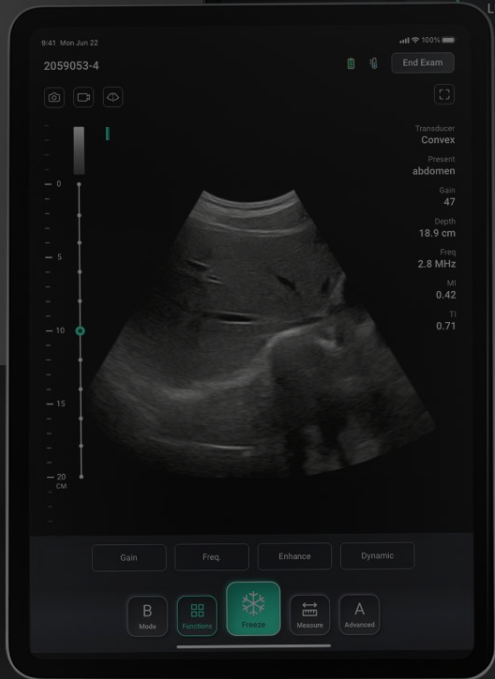 L
9:41 Mon Jun 22
100%
2059053-4
End Exam
Transducer
Convex
Present
abdomen
Gain
47
Depth
18.9 cm
Freq
2.8 MHz
MI
0.42
TI
0.71
0
5
10
15
20
CM
Gain
Freq.
Enhance
Dynamic
B
Mode
Functions
Freeze
Measure
A
Advanced